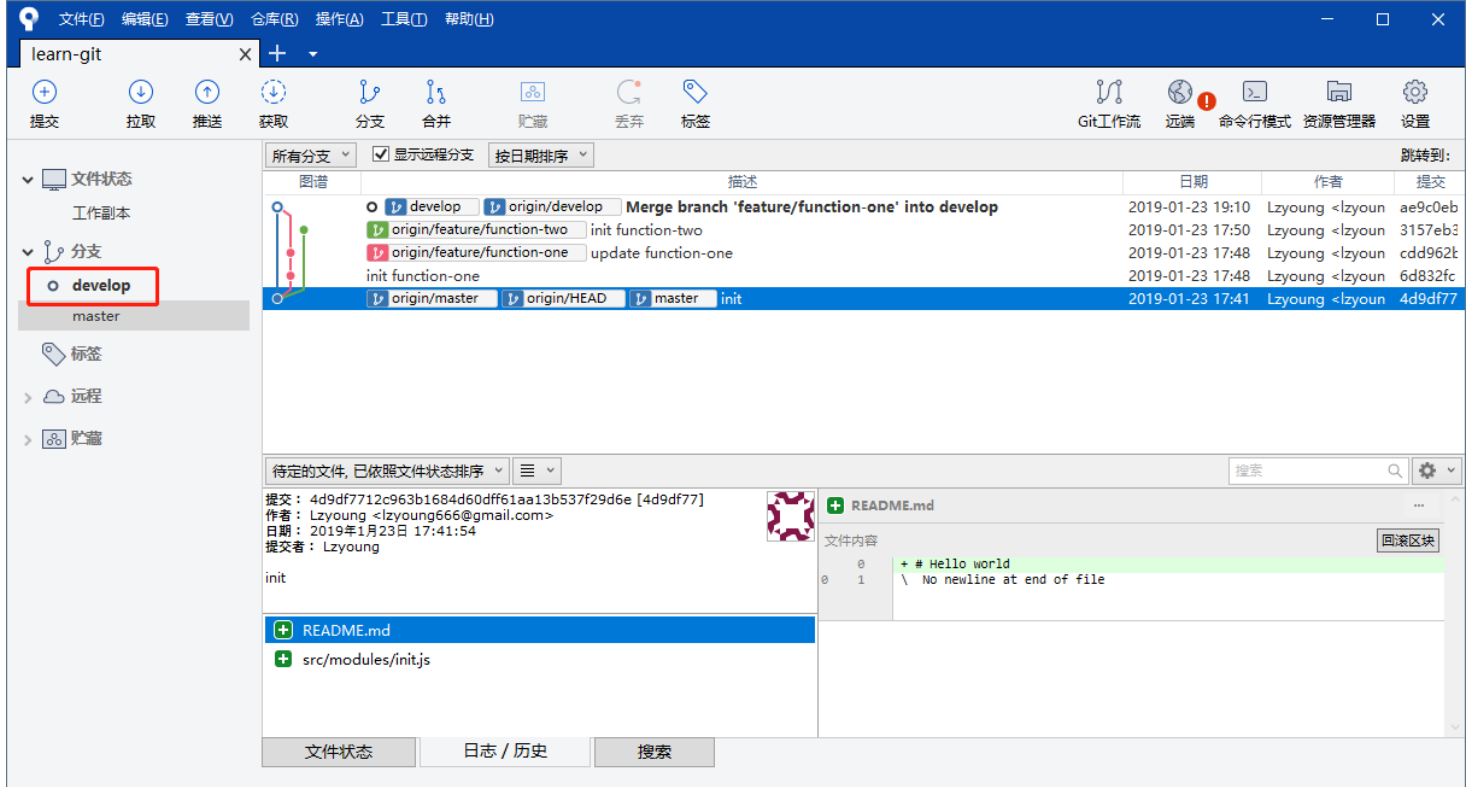 文件(F) 编辑(E) 查看(V) 仓库(R) 操作(A) 工具(T) 帮助(H)
learn-git
提交 拉取 推送 获取 分支 合并 贮藏 丢弃 标签 Git工作流 远端 命令行模式 资源管理器 设置
文件状态
工作副本
分支
develop
master
标签
远程
贮藏
所有分支 显示远程分支 按日期排序 跳转到:
图谱 描述 日期 作者 提交
develop origin/develop Merge branch 'feature/function-one' into develop 2019-01-23 19:10 Lzyoung <lzyoun ae9c0eb
origin/feature/function-two init function-two 2019-01-23 17:50 Lzyoung <lzyoun 3157eb3
origin/feature/function-one update function-one 2019-01-23 17:48 Lzyoung <lzyoun cdd962b
init function-one 2019-01-23 17:48 Lzyoung <lzyoun 6d832fc
origin/master origin/HEAD master init 2019-01-23 17:41 Lzyoung <lzyoun 4d9df77
待定的文件, 已依照文件状态排序 搜索
提交： 4d9df7712c963b1684d60dff61aa13b537f29d6e [4d9df77]
作者： Lzyoung <lzyoung666@gmail.com>
日期： 2019年1月23日 17:41:54
提交者： Lzyoung
init
README.md
src/modules/init.js
README.md ...
文件内容 回滚区块
0 + # Hello world
0 1 \ No newline at end of file
文件状态 日志 / 历史 搜索